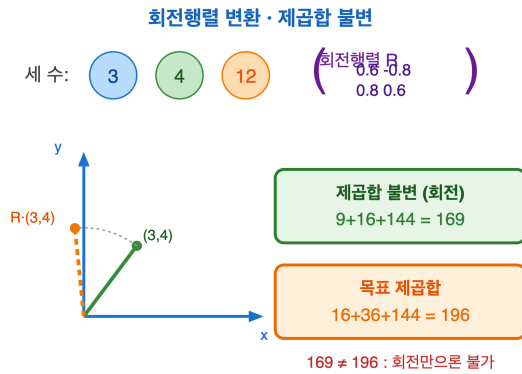 회전행렬 변환 · 제곱합 불변
세 수:
3
4
12
회전행렬 R
( 0.6 -0.8 )
0.8 0.6
y
R·(3,4)
(3,4)
x
제곱합 불변 (회전)
9+16+144 = 169
목표 제곱합
16+36+144 = 196
169 ≠ 196 : 회전만으론 불가